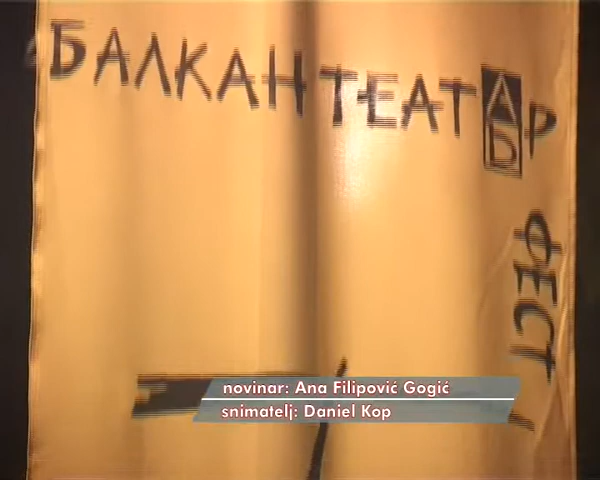 БАЛКАН ТЕАТАР
Ъ
ФЕСТ
novinar: Ana Filipović Gogić
snimatelj: Daniel Kop